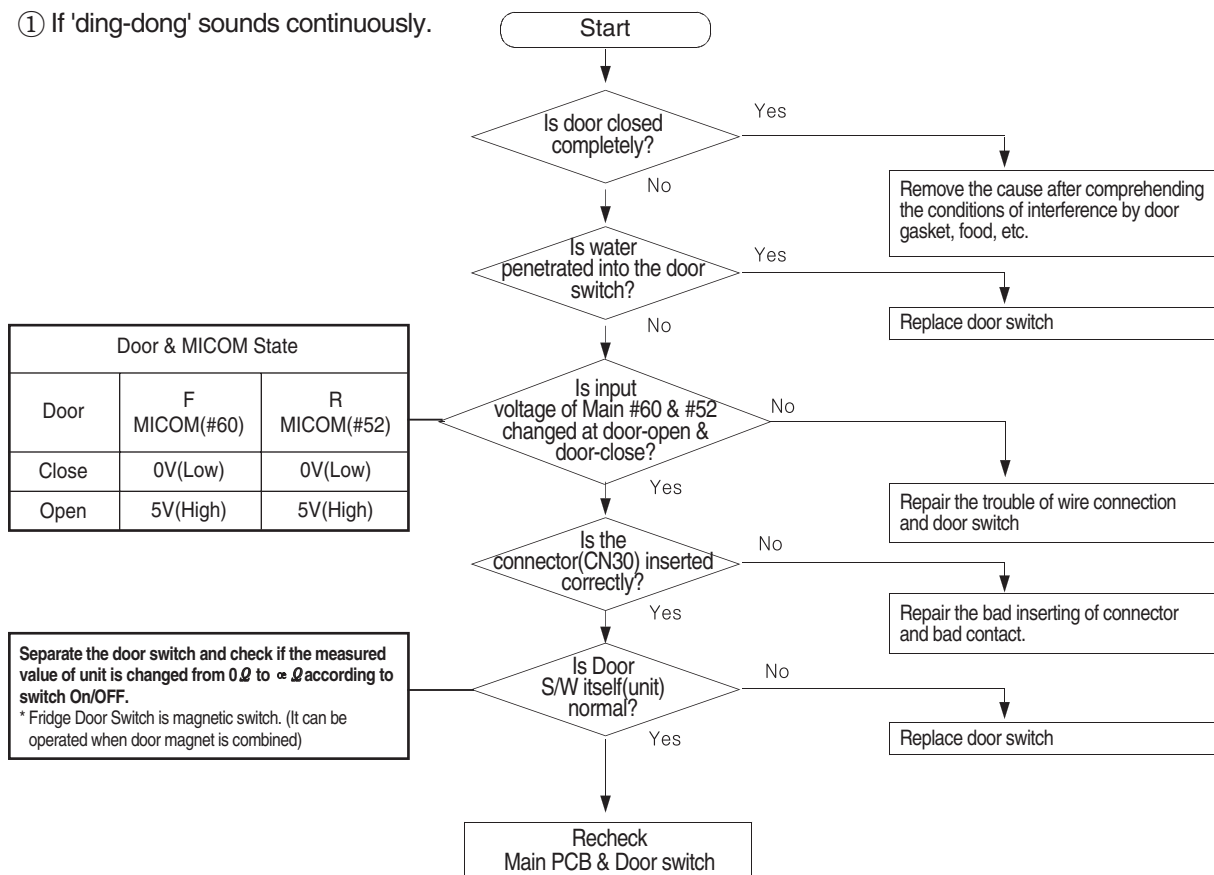 ① If 'ding-dong' sounds continuously.
Start
Is door closed
completely?
Yes
No
Remove the cause after comprehending
the conditions of interference by door
gasket, food, etc.
Is water
penetrated into the door
switch?
Yes
No
Replace door switch
Door & MICOM State
Door
F
MICOM(#60)
R
MICOM(#52)
Close
0V(Low)
0V(Low)
Open
5V(High)
5V(High)
Is input
voltage of Main #60 & #52
changed at door-open &
door-close?
No
Yes
Repair the trouble of wire connection
and door switch
Is the
connector(CN30) inserted
correctly?
No
Yes
Repair the bad inserting of connector
and bad contact.
Separate the door switch and check if the measured
value of unit is changed from 0 Ω to ∝ Ω according to
switch On/OFF.
* Fridge Door Switch is magnetic switch. (It can be
operated when door magnet is combined)
Is Door
S/W itself(unit)
normal?
No
Yes
Replace door switch
Recheck
Main PCB & Door switch